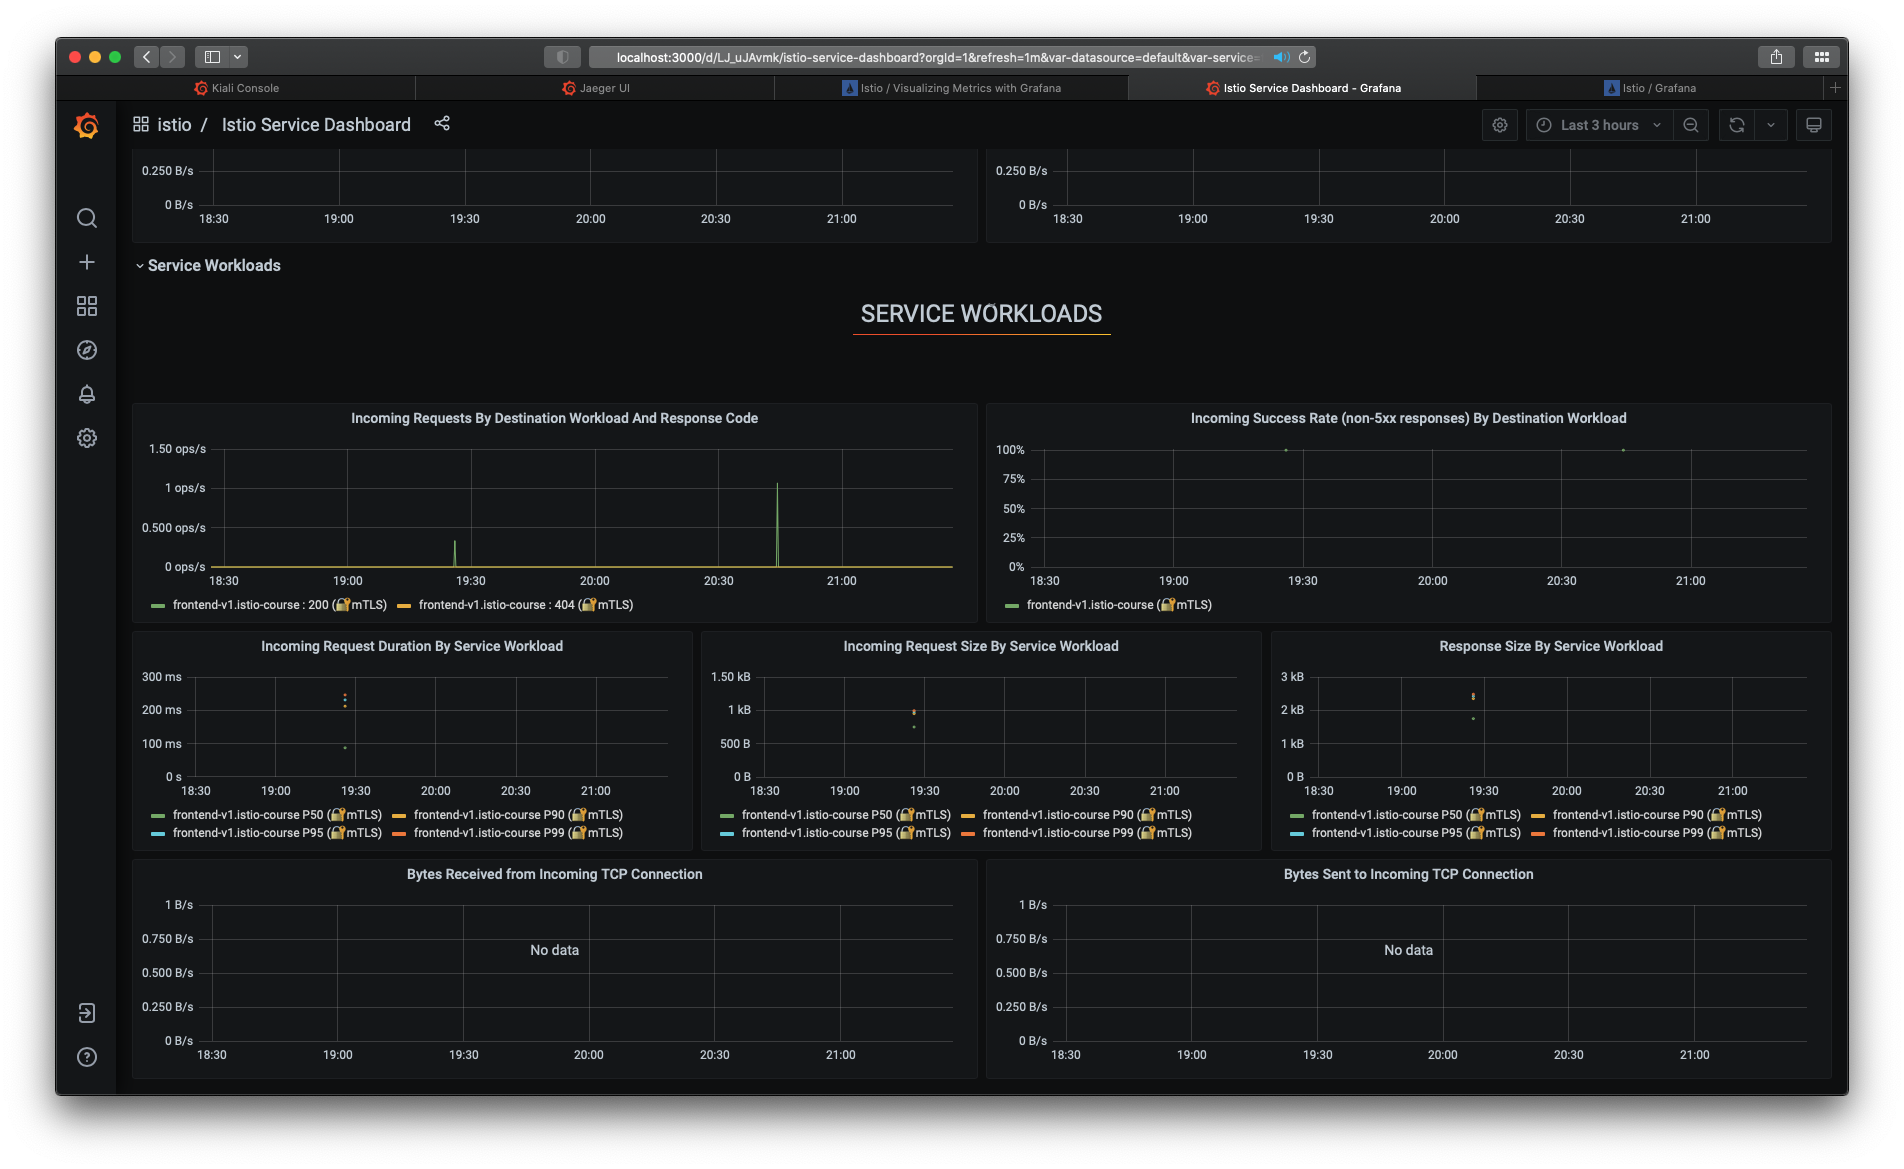 localhost:3000/d/LJ_uJAvmk/istio-service-dashboard?orgId=1&refresh=1m&var-datasource=default&var-service=
Kiali Console
Jaeger UI
Istio / Visualizing Metrics with Grafana
Istio Service Dashboard - Grafana
Istio / Grafana
istio / Istio Service Dashboard
Last 3 hours
0.250 B/s
0 B/s
18:30 19:00 19:30 20:00 20:30 21:00
0.250 B/s
0 B/s
18:30 19:00 19:30 20:00 20:30 21:00
Service Workloads
SERVICE WORKLOADS
Incoming Requests By Destination Workload And Response Code
1.50 ops/s
1 ops/s
0.500 ops/s
0 ops/s
18:30 19:00 19:30 20:00 20:30 21:00
frontend-v1.istio-course : 200 (🔐mTLS) frontend-v1.istio-course : 404 (🔐mTLS)
Incoming Success Rate (non-5xx responses) By Destination Workload
100%
75%
50%
25%
0%
18:30 19:00 19:30 20:00 20:30 21:00
frontend-v1.istio-course (🔐mTLS)
Incoming Request Duration By Service Workload
300 ms
200 ms
100 ms
0 s
18:30 19:00 19:30 20:00 20:30 21:00
frontend-v1.istio-course P50 (🔐mTLS) frontend-v1.istio-course P90 (🔐mTLS)
frontend-v1.istio-course P95 (🔐mTLS) frontend-v1.istio-course P99 (🔐mTLS)
Incoming Request Size By Service Workload
1.50 kB
1 kB
500 B
0 B
18:30 19:00 19:30 20:00 20:30 21:00
frontend-v1.istio-course P50 (🔐mTLS) frontend-v1.istio-course P90 (🔐mTLS)
frontend-v1.istio-course P95 (🔐mTLS) frontend-v1.istio-course P99 (🔐mTLS)
Response Size By Service Workload
3 kB
2 kB
1 kB
0 B
18:30 19:00 19:30 20:00 20:30 21:00
frontend-v1.istio-course P50 (🔐mTLS) frontend-v1.istio-course P90 (🔐mTLS)
frontend-v1.istio-course P95 (🔐mTLS) frontend-v1.istio-course P99 (🔐mTLS)
Bytes Received from Incoming TCP Connection
1 B/s
0.750 B/s
0.500 B/s
0.250 B/s
0 B/s
No data
18:30 19:00 19:30 20:00 20:30 21:00
Bytes Sent to Incoming TCP Connection
1 B/s
0.750 B/s
0.500 B/s
0.250 B/s
0 B/s
No data
18:30 19:00 19:30 20:00 20:30 21:00